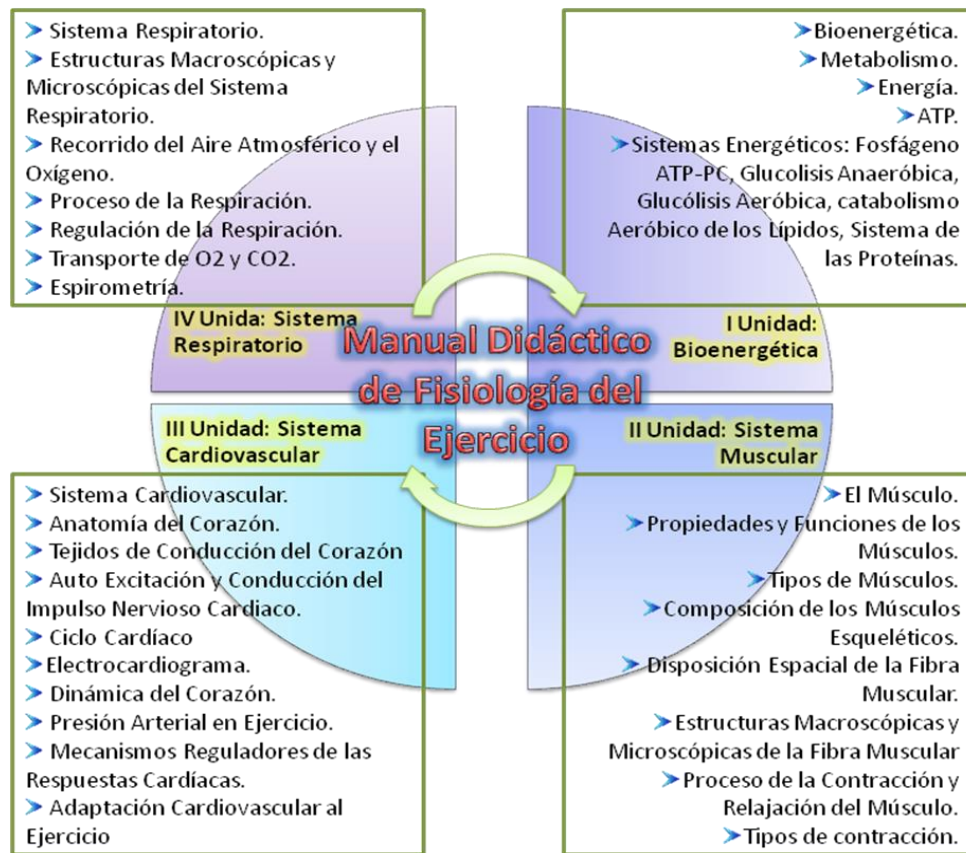 ➤ Sistema Respiratorio.
➤ Estructuras Macroscópicas y
Microscópicas del Sistema
Respiratorio.
➤ Recorrido del Aire Atmosférico y el
Oxígeno.
➤ Proceso de la Respiración.
➤ Regulación de la Respiración.
➤ Transporte de O2 y CO2.
➤ Espirometría.
IV Unida: Sistema
Respiratorio
➤Bioenergética.
➤Metabolismo.
➤Energía.
➤ATP.
➤Sistemas Energéticos: Fosfágeno
ATP-PC, Glucolisis Anaeróbica,
Glucólisis Aeróbica, catabolismo
Aeróbico de los Lípidos, Sistema de
las Proteínas.
I Unidad:
Bioenergética
Manual Didáctico
de Fisiología del
Ejercicio
III Unidad: Sistema
Cardiovascular
➤ Sistema Cardiovascular.
➤ Anatomía del Corazón.
➤ Tejidos de Conducción del Corazón
➤ Auto Excitación y Conducción del
Impulso Nervioso Cardiaco.
➤ Ciclo Cardíaco
➤Electrocardiograma.
➤ Dinámica del Corazón.
➤ Presión Arterial en Ejercicio.
➤ Mecanismos Reguladores de las
Respuestas Cardíacas.
➤ Adaptación Cardiovascular al
Ejercicio
II Unidad: Sistema
Muscular
➤ El Músculo.
➤ Propiedades y Funciones de los
Músculos.
➤Tipos de Músculos.
➤Composición de los Músculos
Esqueléticos.
➤ Disposición Espacial de la Fibra
Muscular.
➤Estructuras Macroscópicas y
Microscópicas de la Fibra Muscular
➤Proceso de la Contracción y
Relajación del Músculo.
➤Tipos de contracción.